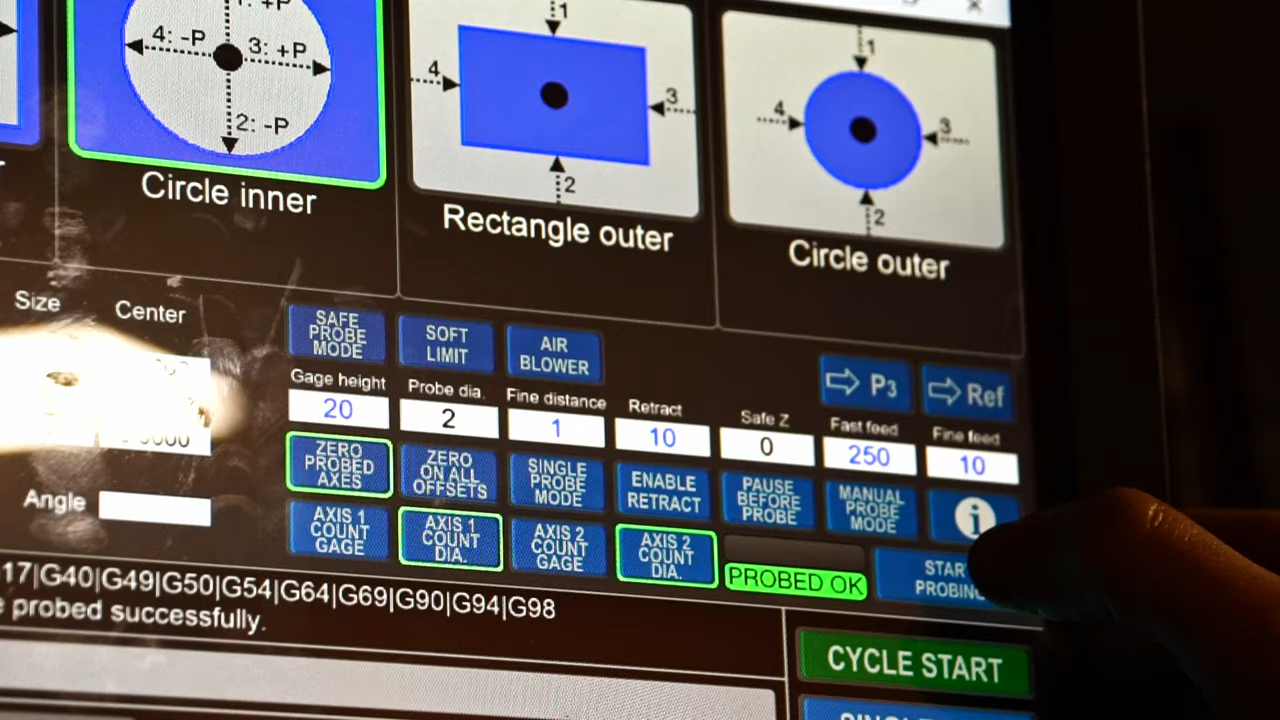 1: +P
4: -P
3: +P
2: -P
Circle inner
1
4
3
2
Rectangle outer
1
4
3
2
Circle outer
Size
Center
SAFE
PROBE
MODE
SOFT
LIMIT
AIR
BLOWER
P3
Ref
Gage height
Probe dia.
Fine distance
Retract
Safe Z
Fast feed
Fine feed
20
2
1
10
0
250
10
ZERO
PROBED
AXES
ZERO
ON ALL
OFFSETS
SINGLE
PROBE
MODE
ENABLE
RETRACT
PAUSE
BEFORE
PROBE
MANUAL
PROBE
MODE
i
Angle
AXIS 1
COUNT
GAGE
AXIS 1
COUNT
DIA.
AXIS 2
COUNT
GAGE
AXIS 2
COUNT
DIA.
PROBED OK
START
PROBING
17|G40|G49|G50|G54|G64|G69|G90|G94|G98
probed successfully.
CYCLE START